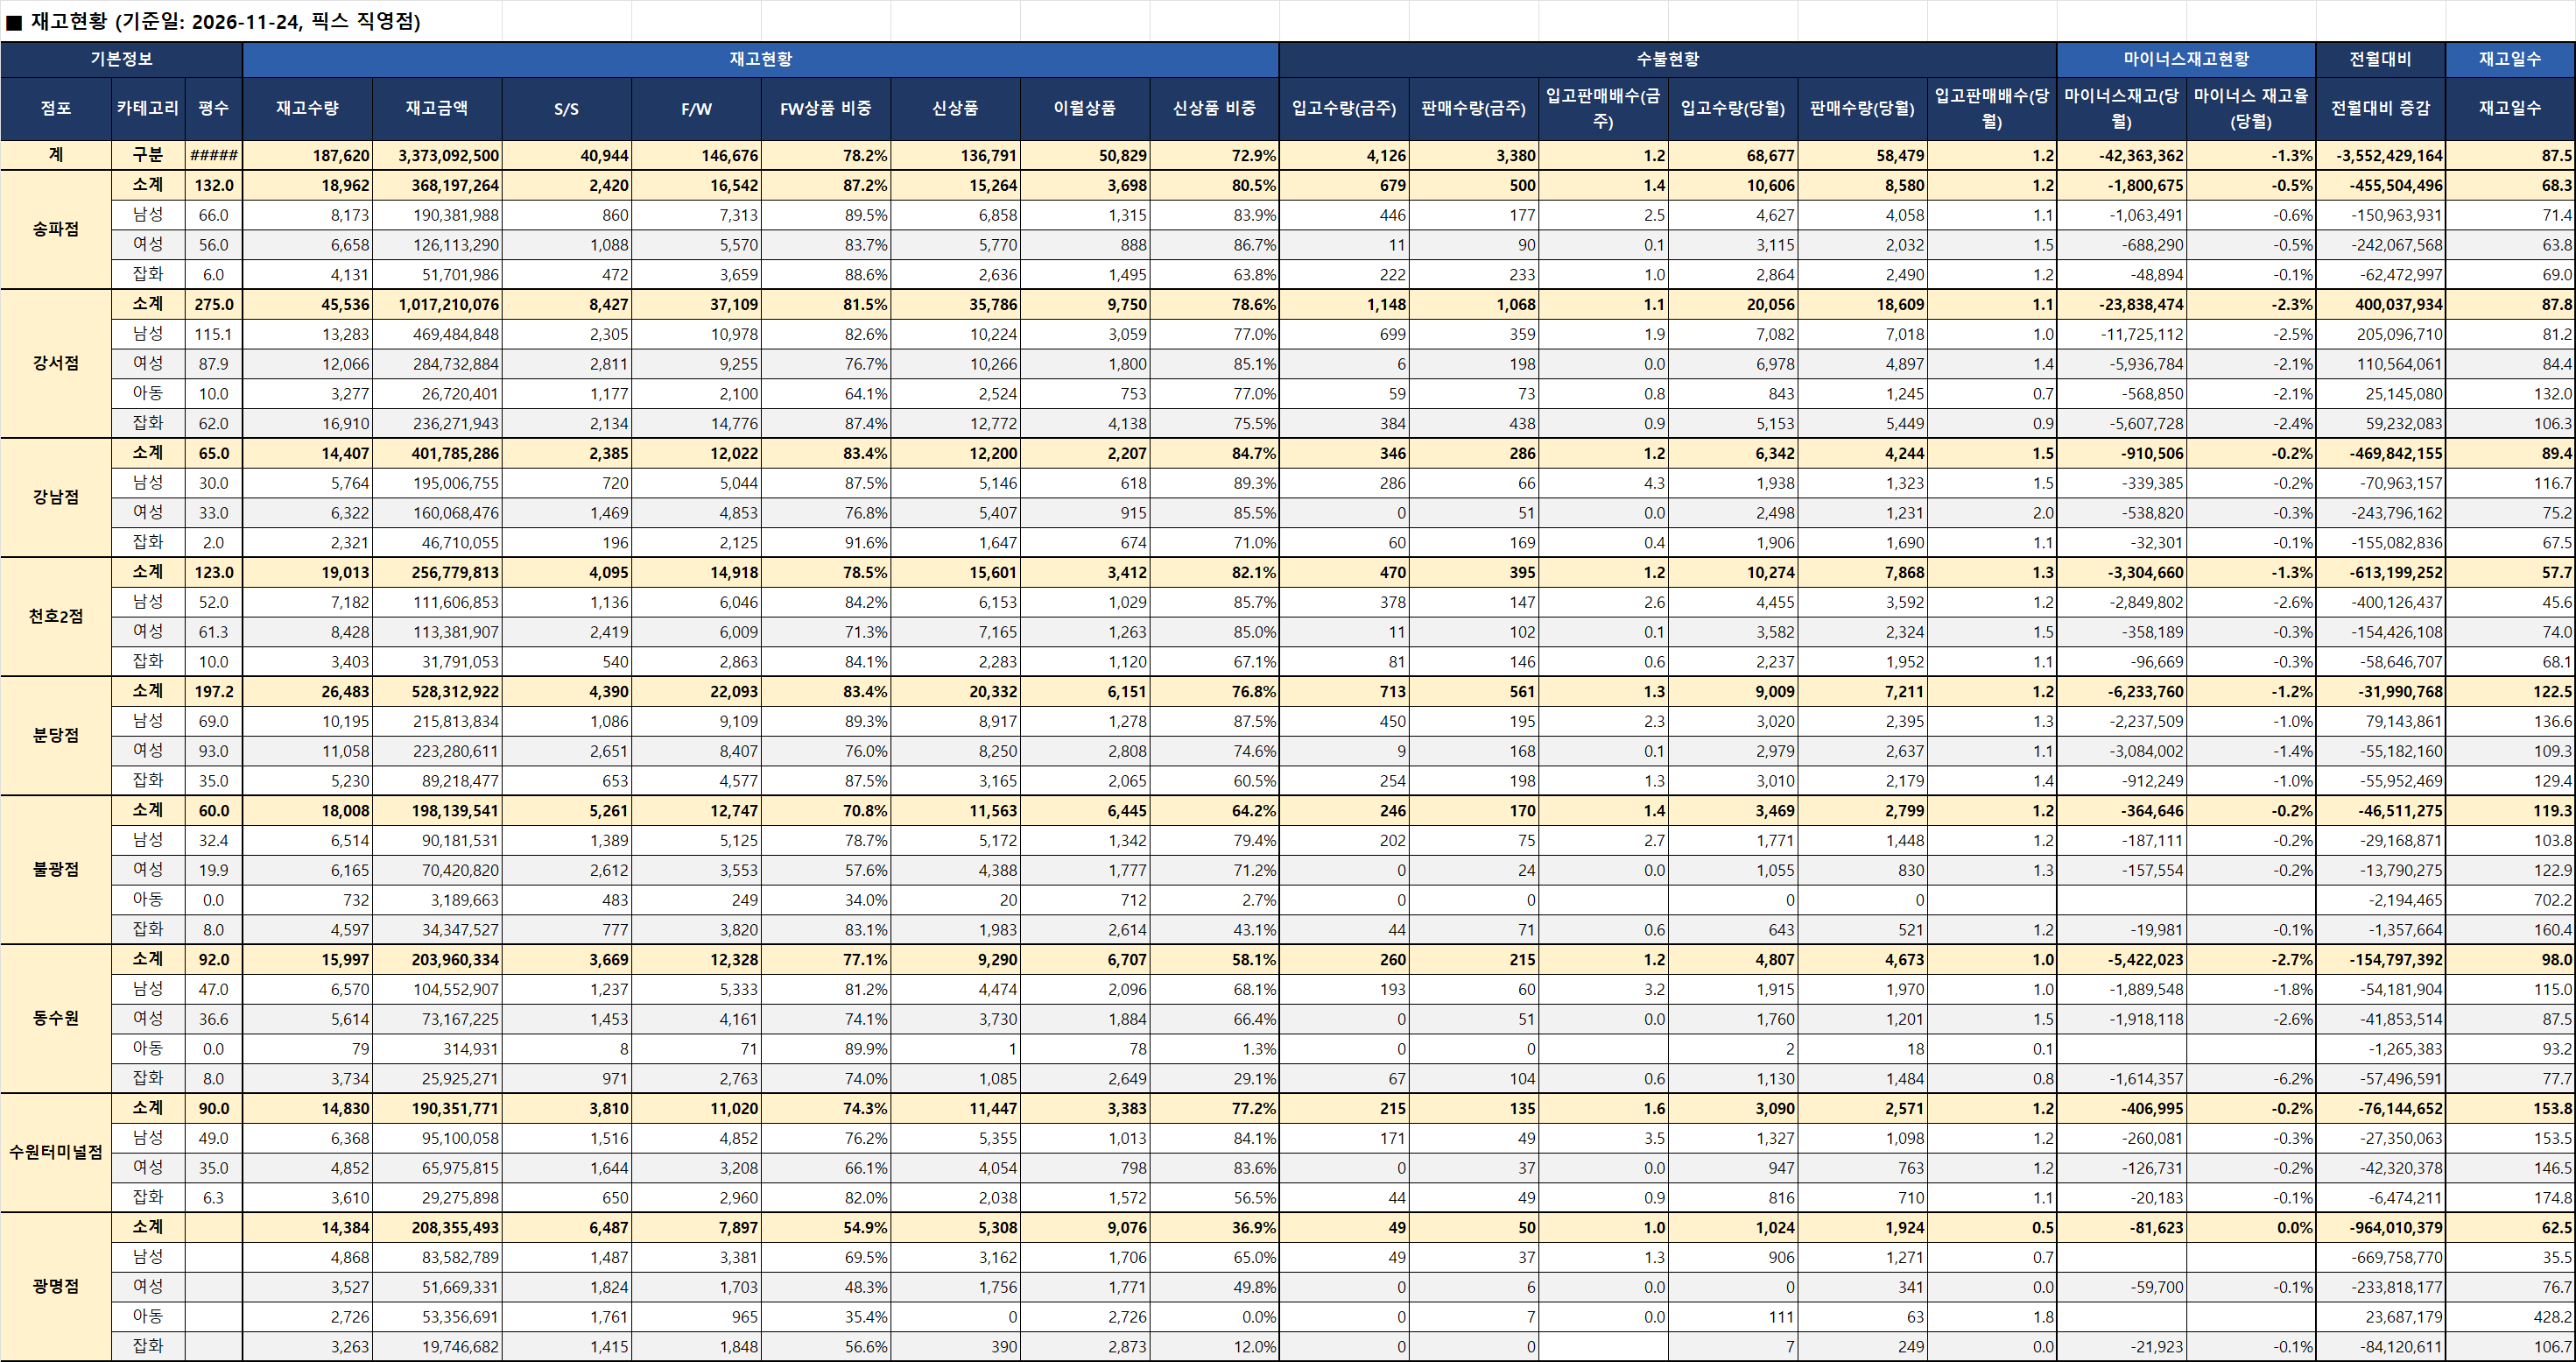 ■ 재고현황 (기준일: 2026-11-24, 픽스 직영점)
기본정보 재고현황 수불현황 마이너스재고현황 전월대비 재고일수
점포 카테고리 평수 재고수량 재고금액 S/S F/W FW상품 비중 신상품 이월상품 신상품 비중 입고수량(금주) 판매수량(금주) 입고판매배수(금주) 입고수량(당월) 판매수량(당월) 입고판매배수(당월) 마이너스재고(당월) 마이너스 재고율(당월) 전월대비 증감 재고일수
계 구분 ##### 187,620 3,373,092,500 40,944 146,676 78.2% 136,791 50,829 72.9% 4,126 3,380 1.2 68,677 58,479 1.2 -42,363,362 -1.3% -3,552,429,164 87.5
송파점 소계 132.0 18,962 368,197,264 2,420 16,542 87.2% 15,264 3,698 80.5% 679 500 1.4 10,606 8,580 1.2 -1,800,675 -0.5% -455,504,496 68.3
남성 66.0 8,173 190,381,988 860 7,313 89.5% 6,858 1,315 83.9% 446 177 2.5 4,627 4,058 1.1 -1,063,491 -0.6% -150,963,931 71.4
여성 56.0 6,658 126,113,290 1,088 5,570 83.7% 5,770 888 86.7% 11 90 0.1 3,115 2,032 1.5 -688,290 -0.5% -242,067,568 63.8
잡화 6.0 4,131 51,701,986 472 3,659 88.6% 2,636 1,495 63.8% 222 233 1.0 2,864 2,490 1.2 -48,894 -0.1% -62,472,997 69.0
강서점 소계 275.0 45,536 1,017,210,076 8,427 37,109 81.5% 35,786 9,750 78.6% 1,148 1,068 1.1 20,056 18,609 1.1 -23,838,474 -2.3% 400,037,934 87.8
남성 115.1 13,283 469,484,848 2,305 10,978 82.6% 10,224 3,059 77.0% 699 359 1.9 7,082 7,018 1.0 -11,725,112 -2.5% 205,096,710 81.2
여성 87.9 12,066 284,732,884 2,811 9,255 76.7% 10,266 1,800 85.1% 6 198 0.0 6,978 4,897 1.4 -5,936,784 -2.1% 110,564,061 84.4
아동 10.0 3,277 26,720,401 1,177 2,100 64.1% 2,524 753 77.0% 59 73 0.8 843 1,245 0.7 -568,850 -2.1% 25,145,080 132.0
잡화 62.0 16,910 236,271,943 2,134 14,776 87.4% 12,772 4,138 75.5% 384 438 0.9 5,153 5,449 0.9 -5,607,728 -2.4% 59,232,083 106.3
강남점 소계 65.0 14,407 401,785,286 2,385 12,022 83.4% 12,200 2,207 84.7% 346 286 1.2 6,342 4,244 1.5 -910,506 -0.2% -469,842,155 89.4
남성 30.0 5,764 195,006,755 720 5,044 87.5% 5,146 618 89.3% 286 66 4.3 1,938 1,323 1.5 -339,385 -0.2% -70,963,157 116.7
여성 33.0 6,322 160,068,476 1,469 4,853 76.8% 5,407 915 85.5% 0 51 0.0 2,498 1,231 2.0 -538,820 -0.3% -243,796,162 75.2
잡화 2.0 2,321 46,710,055 196 2,125 91.6% 1,647 674 71.0% 60 169 0.4 1,906 1,690 1.1 -32,301 -0.1% -155,082,836 67.5
천호2점 소계 123.0 19,013 256,779,813 4,095 14,918 78.5% 15,601 3,412 82.1% 470 395 1.2 10,274 7,868 1.3 -3,304,660 -1.3% -613,199,252 57.7
남성 52.0 7,182 111,606,853 1,136 6,046 84.2% 6,153 1,029 85.7% 378 147 2.6 4,455 3,592 1.2 -2,849,802 -2.6% -400,126,437 45.6
여성 61.3 8,428 113,381,907 2,419 6,009 71.3% 7,165 1,263 85.0% 11 102 0.1 3,582 2,324 1.5 -358,189 -0.3% -154,426,108 74.0
잡화 10.0 3,403 31,791,053 540 2,863 84.1% 2,283 1,120 67.1% 81 146 0.6 2,237 1,952 1.1 -96,669 -0.3% -58,646,707 68.1
분당점 소계 197.2 26,483 528,312,922 4,390 22,093 83.4% 20,332 6,151 76.8% 713 561 1.3 9,009 7,211 1.2 -6,233,760 -1.2% -31,990,768 122.5
남성 69.0 10,195 215,813,834 1,086 9,109 89.3% 8,917 1,278 87.5% 450 195 2.3 3,020 2,395 1.3 -2,237,509 -1.0% 79,143,861 136.6
여성 93.0 11,058 223,280,611 2,651 8,407 76.0% 8,250 2,808 74.6% 9 168 0.1 2,979 2,637 1.1 -3,084,002 -1.4% -55,182,160 109.3
잡화 35.0 5,230 89,218,477 653 4,577 87.5% 3,165 2,065 60.5% 254 198 1.3 3,010 2,179 1.4 -912,249 -1.0% -55,952,469 129.4
불광점 소계 60.0 18,008 198,139,541 5,261 12,747 70.8% 11,563 6,445 64.2% 246 170 1.4 3,469 2,799 1.2 -364,646 -0.2% -46,511,275 119.3
남성 32.4 6,514 90,181,531 1,389 5,125 78.7% 5,172 1,342 79.4% 202 75 2.7 1,771 1,448 1.2 -187,111 -0.2% -29,168,871 103.8
여성 19.9 6,165 70,420,820 2,612 3,553 57.6% 4,388 1,777 71.2% 0 24 0.0 1,055 830 1.3 -157,554 -0.2% -13,790,275 122.9
아동 0.0 732 3,189,663 483 249 34.0% 20 712 2.7% 0 0 0 0 -2,194,465 702.2
잡화 8.0 4,597 34,347,527 777 3,820 83.1% 1,983 2,614 43.1% 44 71 0.6 643 521 1.2 -19,981 -0.1% -1,357,664 160.4
동수원 소계 92.0 15,997 203,960,334 3,669 12,328 77.1% 9,290 6,707 58.1% 260 215 1.2 4,807 4,673 1.0 -5,422,023 -2.7% -154,797,392 98.0
남성 47.0 6,570 104,552,907 1,237 5,333 81.2% 4,474 2,096 68.1% 193 60 3.2 1,915 1,970 1.0 -1,889,548 -1.8% -54,181,904 115.0
여성 36.6 5,614 73,167,225 1,453 4,161 74.1% 3,730 1,884 66.4% 0 51 0.0 1,760 1,201 1.5 -1,918,118 -2.6% -41,853,514 87.5
아동 0.0 79 314,931 8 71 89.9% 1 78 1.3% 0 0 2 18 0.1 -1,265,383 93.2
잡화 8.0 3,734 25,925,271 971 2,763 74.0% 1,085 2,649 29.1% 67 104 0.6 1,130 1,484 0.8 -1,614,357 -6.2% -57,496,591 77.7
수원터미널점 소계 90.0 14,830 190,351,771 3,810 11,020 74.3% 11,447 3,383 77.2% 215 135 1.6 3,090 2,571 1.2 -406,995 -0.2% -76,144,652 153.8
남성 49.0 6,368 95,100,058 1,516 4,852 76.2% 5,355 1,013 84.1% 171 49 3.5 1,327 1,098 1.2 -260,081 -0.3% -27,350,063 153.5
여성 35.0 4,852 65,975,815 1,644 3,208 66.1% 4,054 798 83.6% 0 37 0.0 947 763 1.2 -126,731 -0.2% -42,320,378 146.5
잡화 6.3 3,610 29,275,898 650 2,960 82.0% 2,038 1,572 56.5% 44 49 0.9 816 710 1.1 -20,183 -0.1% -6,474,211 174.8
광명점 소계 14,384 208,355,493 6,487 7,897 54.9% 5,308 9,076 36.9% 49 50 1.0 1,024 1,924 0.5 -81,623 0.0% -964,010,379 62.5
남성 4,868 83,582,789 1,487 3,381 69.5% 3,162 1,706 65.0% 49 37 1.3 906 1,271 0.7 -669,758,770 35.5
여성 3,527 51,669,331 1,824 1,703 48.3% 1,756 1,771 49.8% 0 6 0.0 0 341 0.0 -59,700 -0.1% -233,818,177 76.7
아동 2,726 53,356,691 1,761 965 35.4% 0 2,726 0.0% 0 7 0.0 111 63 1.8 23,687,179 428.2
잡화 3,263 19,746,682 1,415 1,848 56.6% 390 2,873 12.0% 0 0 7 249 0.0 -21,923 -0.1% -84,120,611 106.7